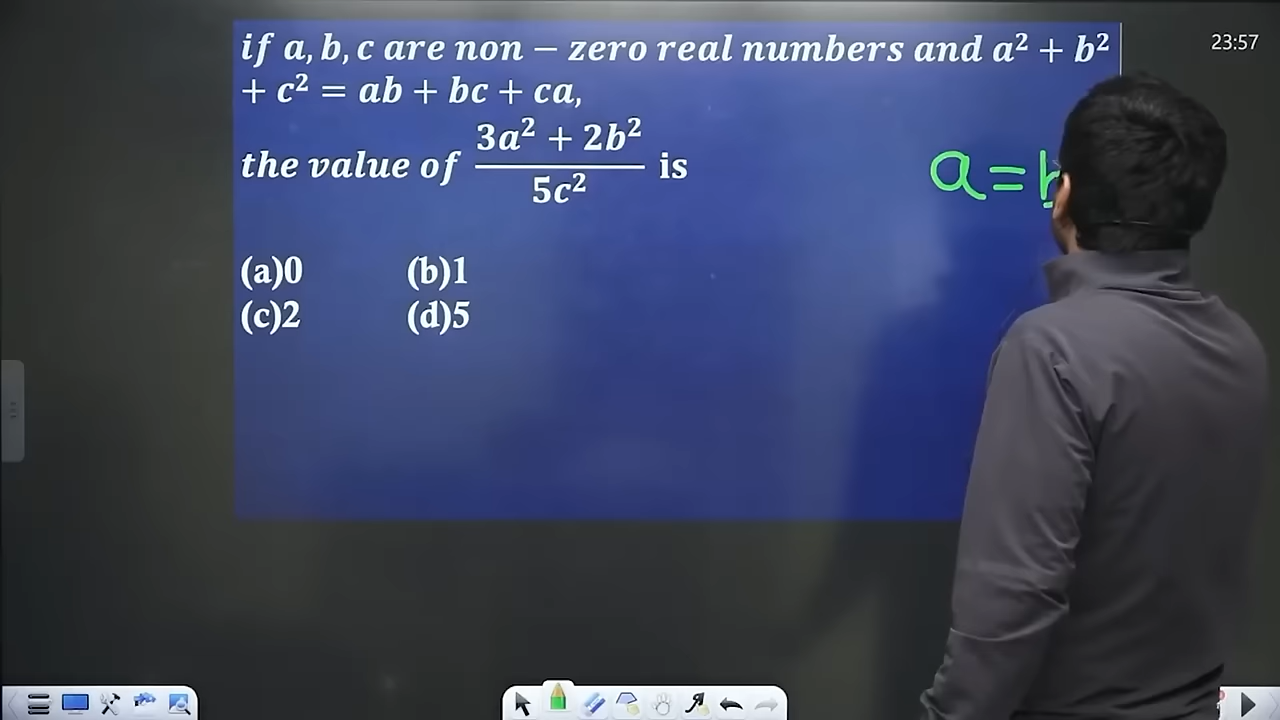 23:57
if a, b, c are non − zero real numbers and a² + b²
+ c² = ab + bc + ca,
the value of (3a² + 2b²)/(5c²) is
a =
(a)0 (b)1
(c)2 (d)5